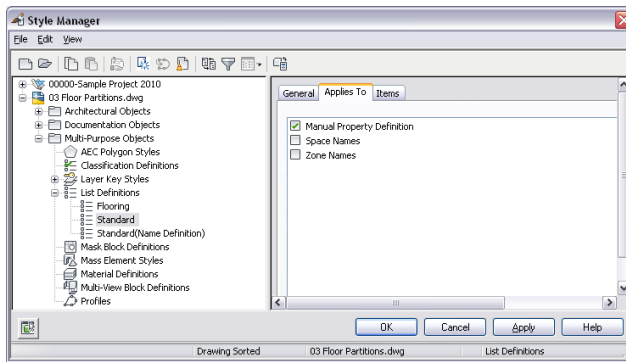 Style Manager
File Edit View
00000-Sample Project 2010
03 Floor Partitions.dwg
Architectural Objects
Documentation Objects
Multi-Purpose Objects
AEC Polygon Styles
Classification Definitions
Layer Key Styles
List Definitions
Flooring
Standard
Standard(Name Definition)
Mask Block Definitions
Mass Element Styles
Material Definitions
Multi-View Block Definitions
Profiles
General Applies To Items
Manual Property Definition
Space Names
Zone Names
OK Cancel Apply Help
Drawing Sorted 03 Floor Partitions.dwg List Definitions